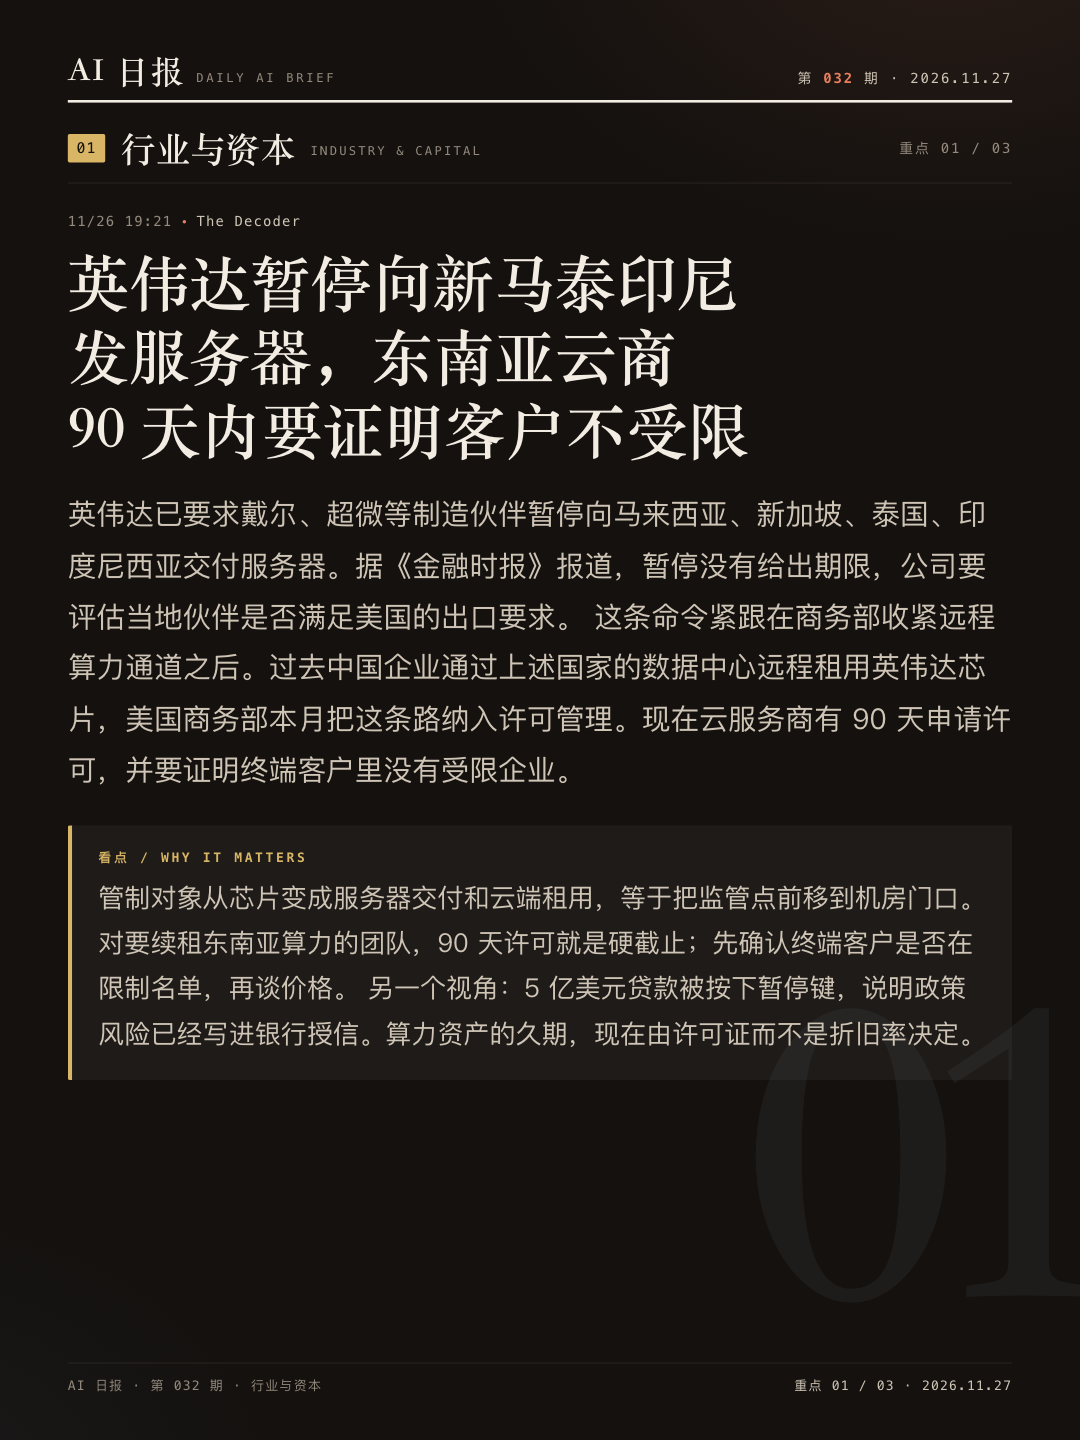 AI 日报 DAILY AI BRIEF 第 032 期 · 2026.11.27
01 行业与资本 INDUSTRY & CAPITAL 重点 01 / 03
11/26 19:21 • The Decoder
英伟达暂停向新马泰印尼
发服务器，东南亚云商
90 天内要证明客户不受限
英伟达已要求戴尔、超微等制造伙伴暂停向马来西亚、新加坡、泰国、印
度尼西亚交付服务器。据《金融时报》报道，暂停没有给出期限，公司要
评估当地伙伴是否满足美国的出口要求。 这条命令紧跟在商务部收紧远程
算力通道之后。过去中国企业通过上述国家的数据中心远程租用英伟达芯
片，美国商务部本月把这条路纳入许可管理。现在云服务商有 90 天申请许
可，并要证明终端客户里没有受限企业。
看点 / WHY IT MATTERS
管制对象从芯片变成服务器交付和云端租用，等于把监管点前移到机房门口。
对要续租东南亚算力的团队，90 天许可就是硬截止；先确认终端客户是否在
限制名单，再谈价格。 另一个视角：5 亿美元贷款被按下暂停键，说明政策
风险已经写进银行授信。算力资产的久期，现在由许可证而不是折旧率决定。
01
AI 日报 · 第 032 期 · 行业与资本 重点 01 / 03 · 2026.11.27